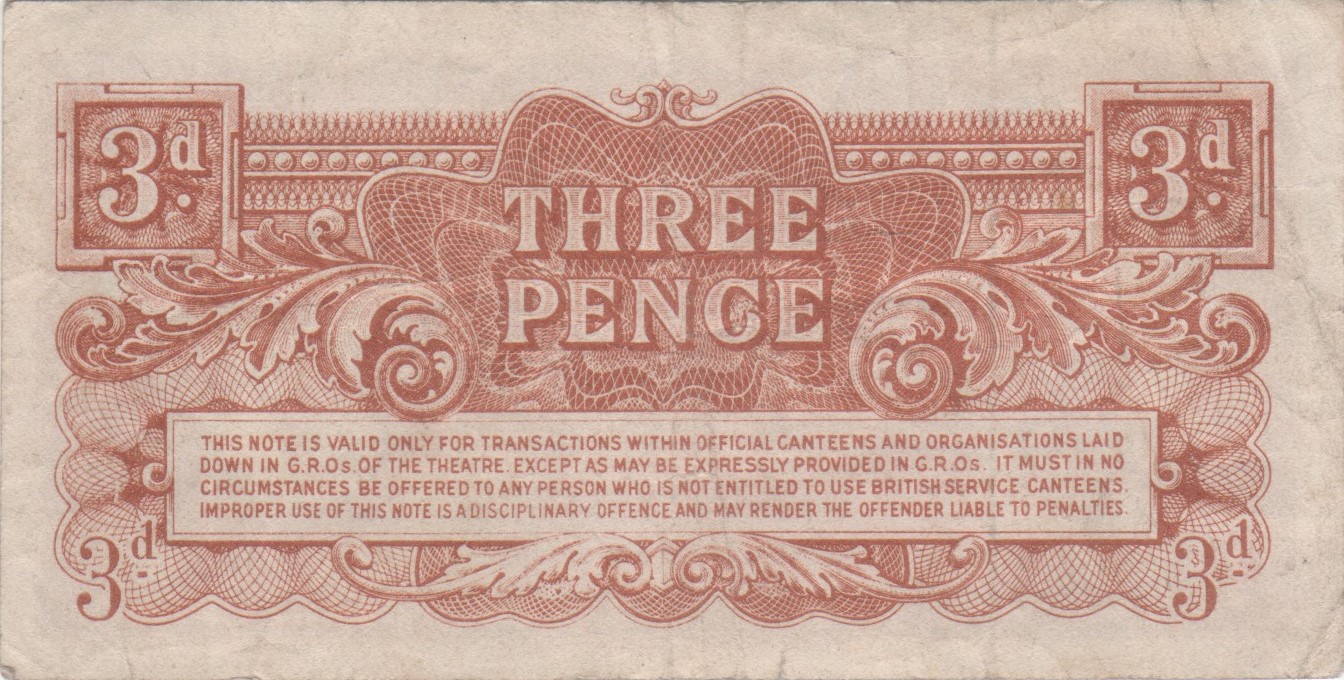 3d.
3d.
THREE
PENCE
THIS NOTE IS VALID ONLY FOR TRANSACTIONS WITHIN OFFICIAL CANTEENS AND ORGANISATIONS LAID
DOWN IN G.R.Os. OF THE THEATRE. EXCEPT AS MAY BE EXPRESSLY PROVIDED IN G.R.Os. IT MUST IN NO
CIRCUMSTANCES BE OFFERED TO ANY PERSON WHO IS NOT ENTITLED TO USE BRITISH SERVICE CANTEENS.
IMPROPER USE OF THIS NOTE IS A DISCIPLINARY OFFENCE AND MAY RENDER THE OFFENDER LIABLE TO PENALTIES.
3d.
3d.